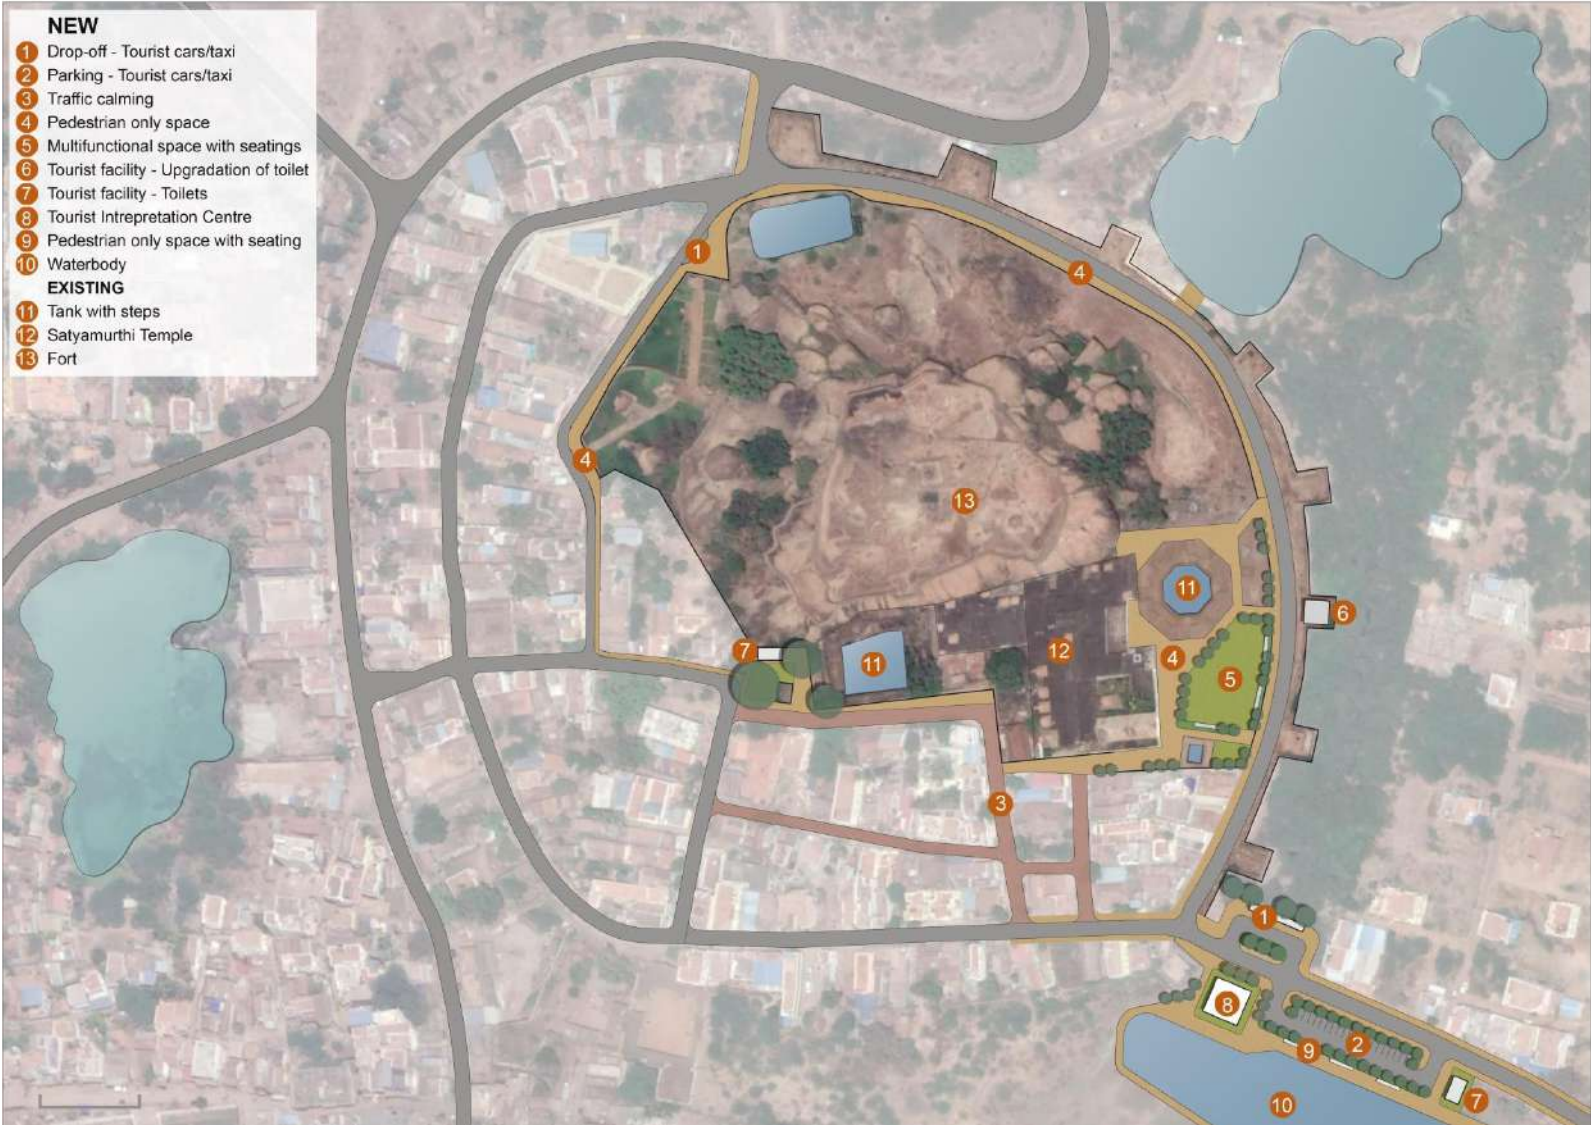 NEW
1 Drop-off - Tourist cars/taxi
2 Parking - Tourist cars/taxi
3 Traffic calming
4 Pedestrian only space
5 Multifunctional space with seatings
6 Tourist facility - Upgradation of toilet
7 Tourist facility - Toilets
8 Tourist Intrepretation Centre
9 Pedestrian only space with seating
10 Waterbody
EXISTING
11 Tank with steps
12 Satyamurthi Temple
13 Fort
1
4
4
13
11
6
7
11
12
4
5
3
1
8
9
2
10
7